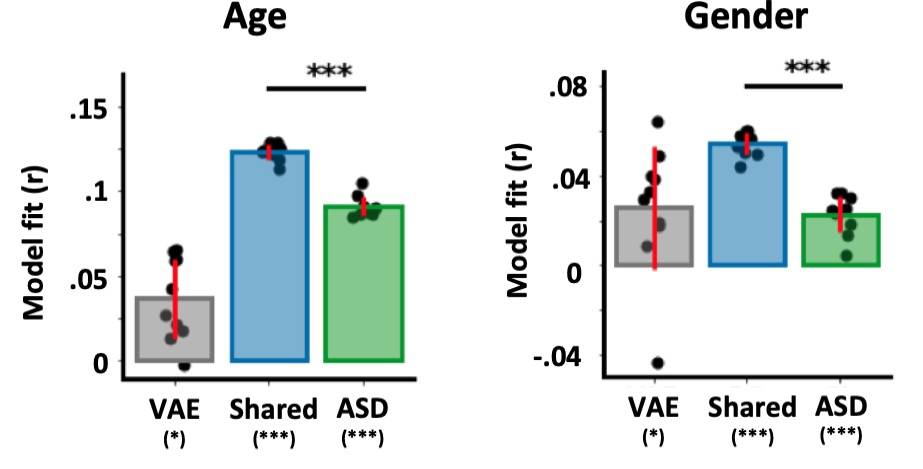 Age
***
.15
.1
.05
0
Model fit (r)
VAE Shared ASD
(*) (***) (***)
Gender
***
.08
.04
0
-.04
Model fit (r)
VAE Shared ASD
(*) (***) (***)